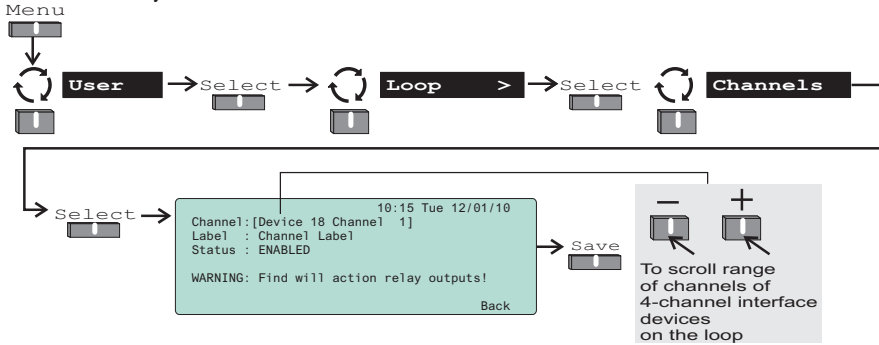 Menu
User
Select
Loop >
Select
Channels
Select
10:15 Tue 12/01/10
Channel:[Device 18 Channel 1]
Label : Channel Label
Status : ENABLED
WARNING: Find will action relay outputs!
Back
Save
– +
To scroll range
of channels of
4-channel interface
devices
on the loop